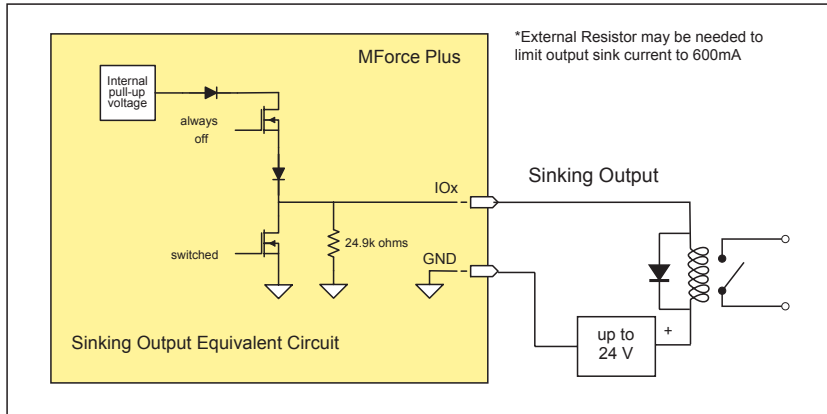 *External Resistor may be needed to
limit output sink current to 600mA
MForce Plus
Internal
pull-up
voltage
always
off
IOx
Sinking Output
switched
24.9k ohms
GND
+
up to
24 V
Sinking Output Equivalent Circuit